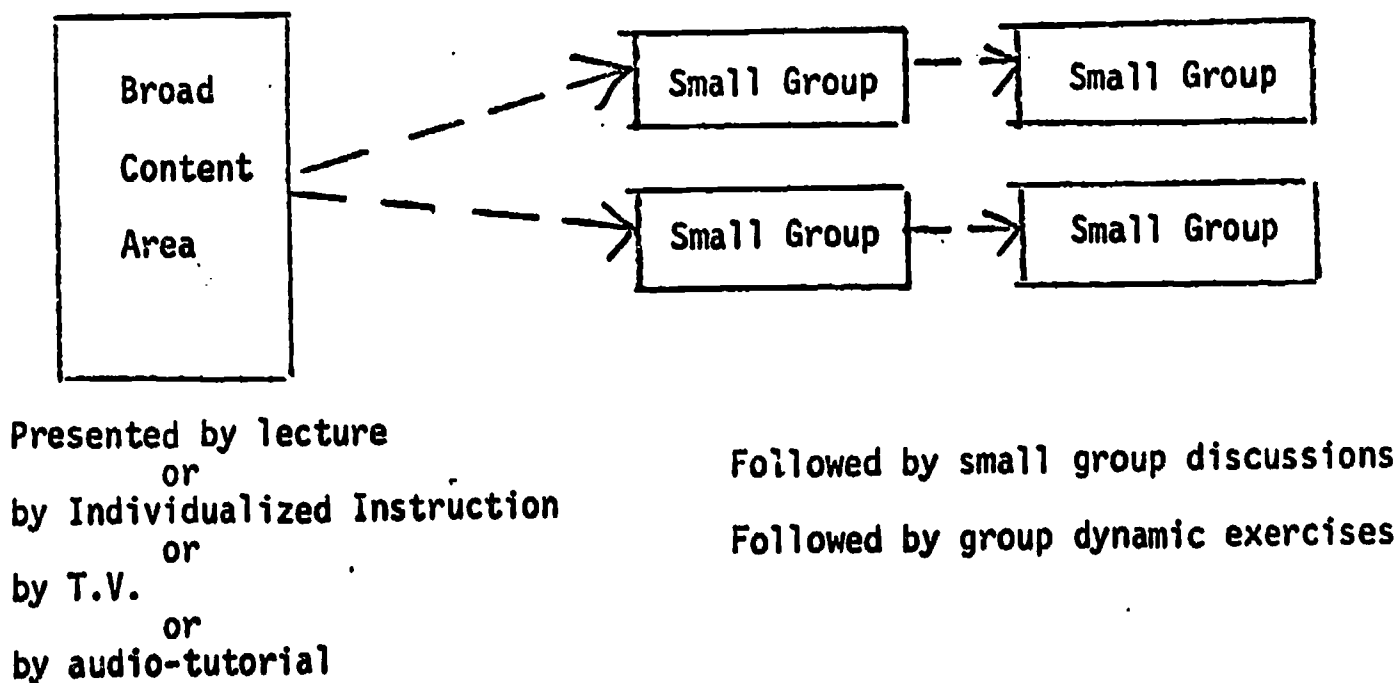 Broad
Content
Area
Small Group
Small Group
Small Group
Small Group
Presented by lecture
or
by Individualized Instruction
or
by T.V.
or
by audio-tutorial
Followed by small group discussions
Followed by group dynamic exercises